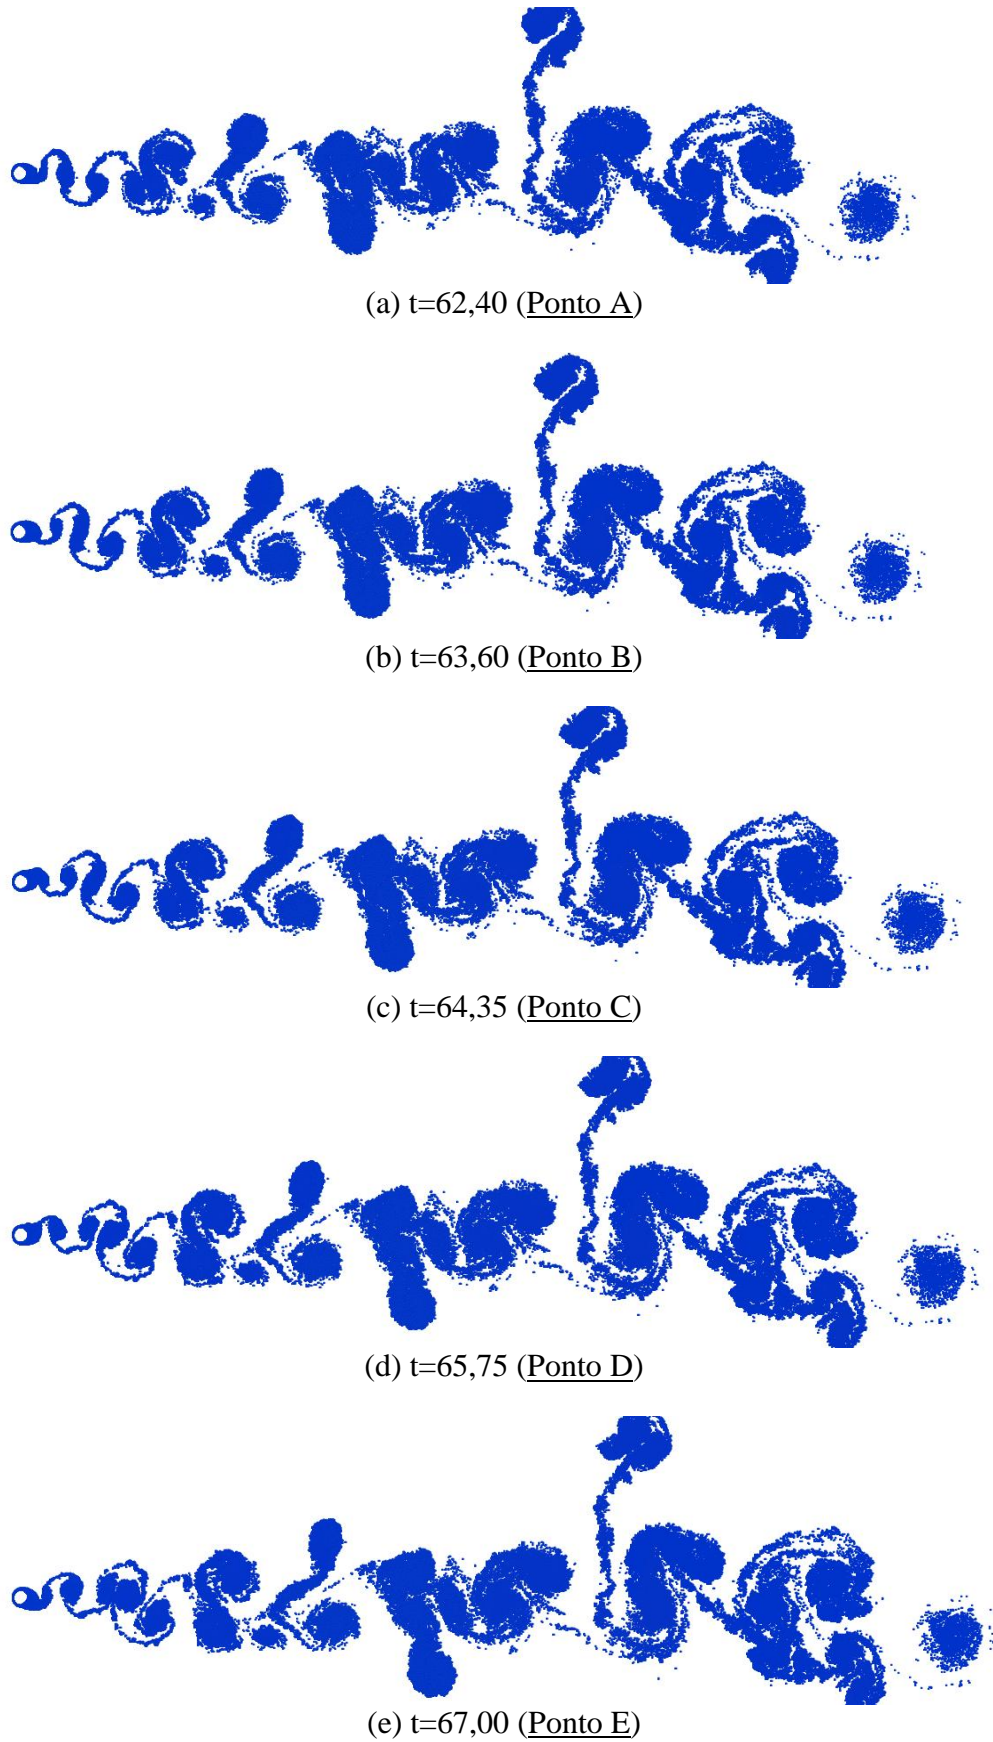 (a) t=62,40 (Ponto A)
(b) t=63,60 (Ponto B)
(c) t=64,35 (Ponto C)
(d) t=65,75 (Ponto D)
(e) t=67,00 (Ponto E)